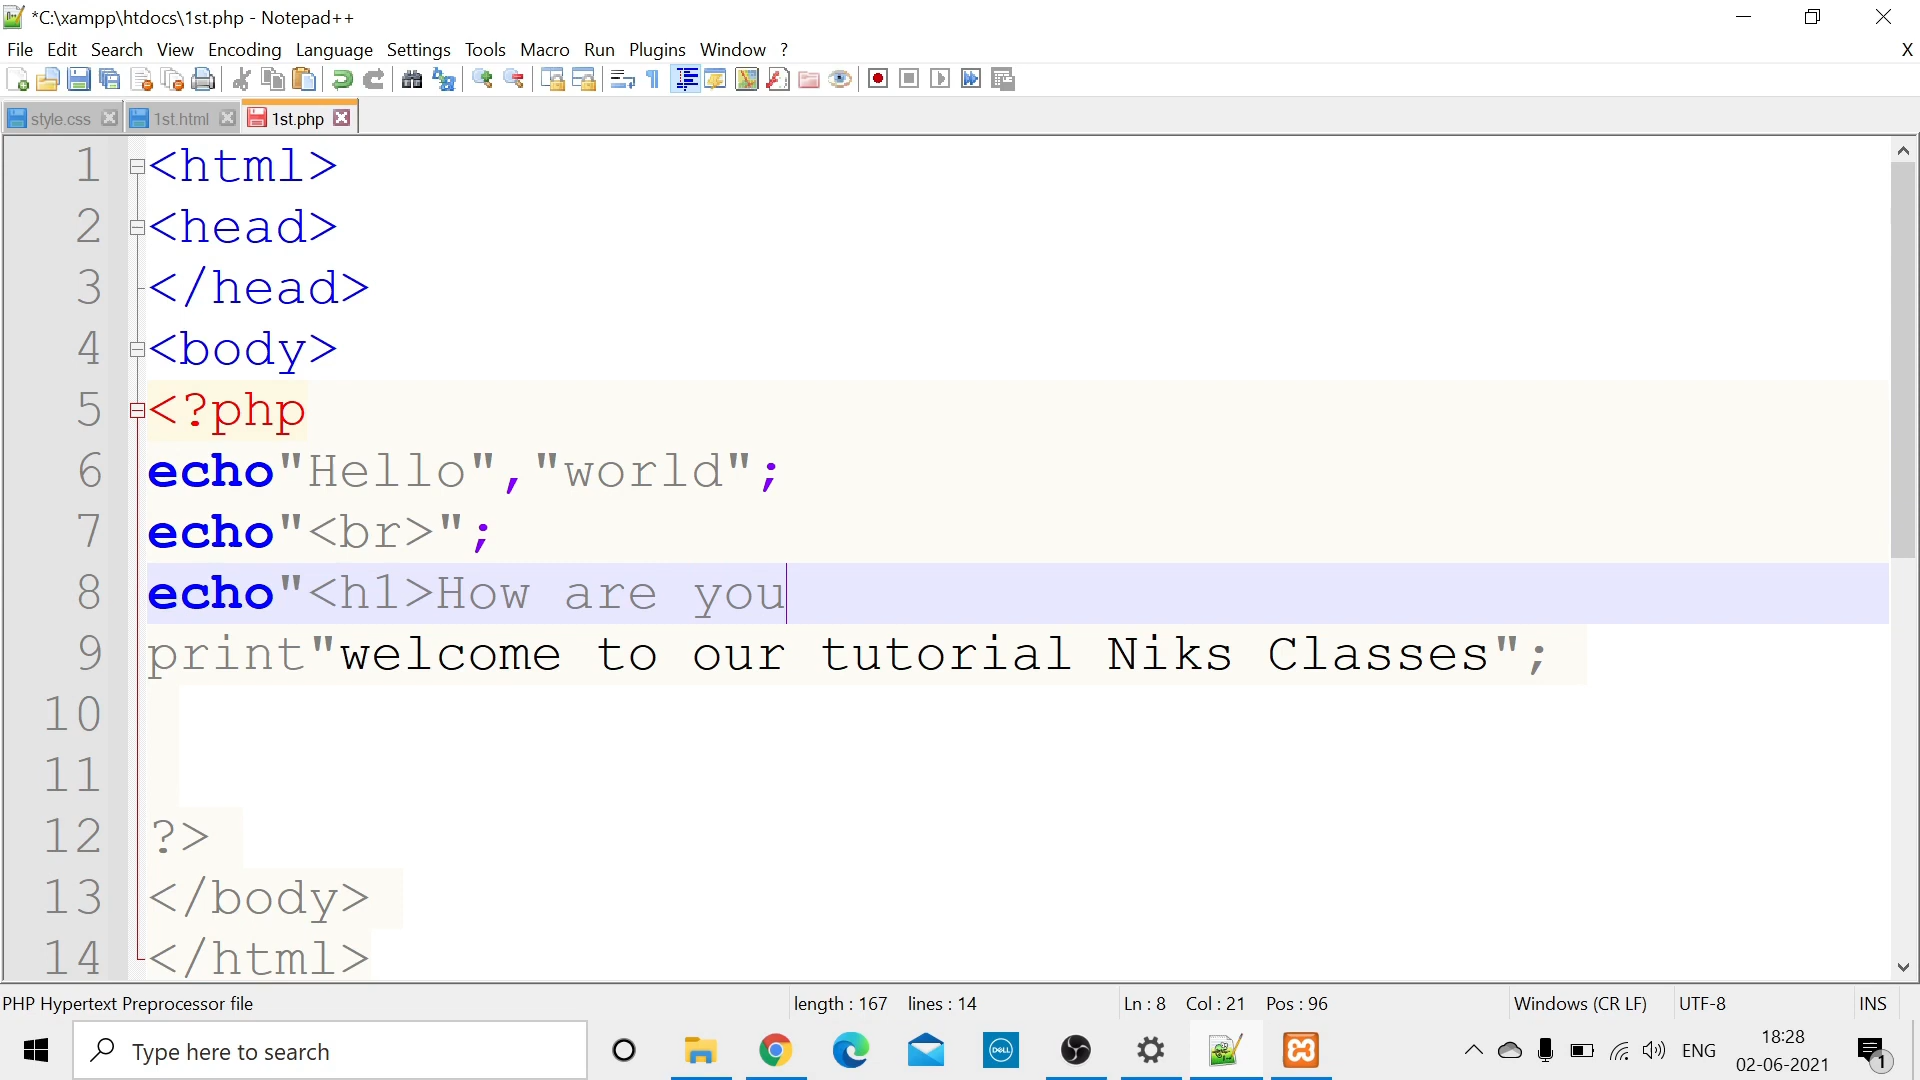 *C:\xampp\htdocs\1st.php - Notepad++
File Edit Search View Encoding Language Settings Tools Macro Run Plugins Window ? X
style.css 1st.html 1st.php
1 <html>
2 <head>
3 </head>
4 <body>
5 <?php
6 echo"Hello","world";
7 echo"<br>";
8 echo"<h1>How are you
9 print"welcome to our tutorial Niks Classes";
10
11
12 ?>
13 </body>
14 </html>
PHP Hypertext Preprocessor file length : 167 lines : 14 Ln : 8 Col : 21 Pos : 96 Windows (CR LF) UTF-8 INS
Type here to search DELL ENG 18:28
02-06-2021 1